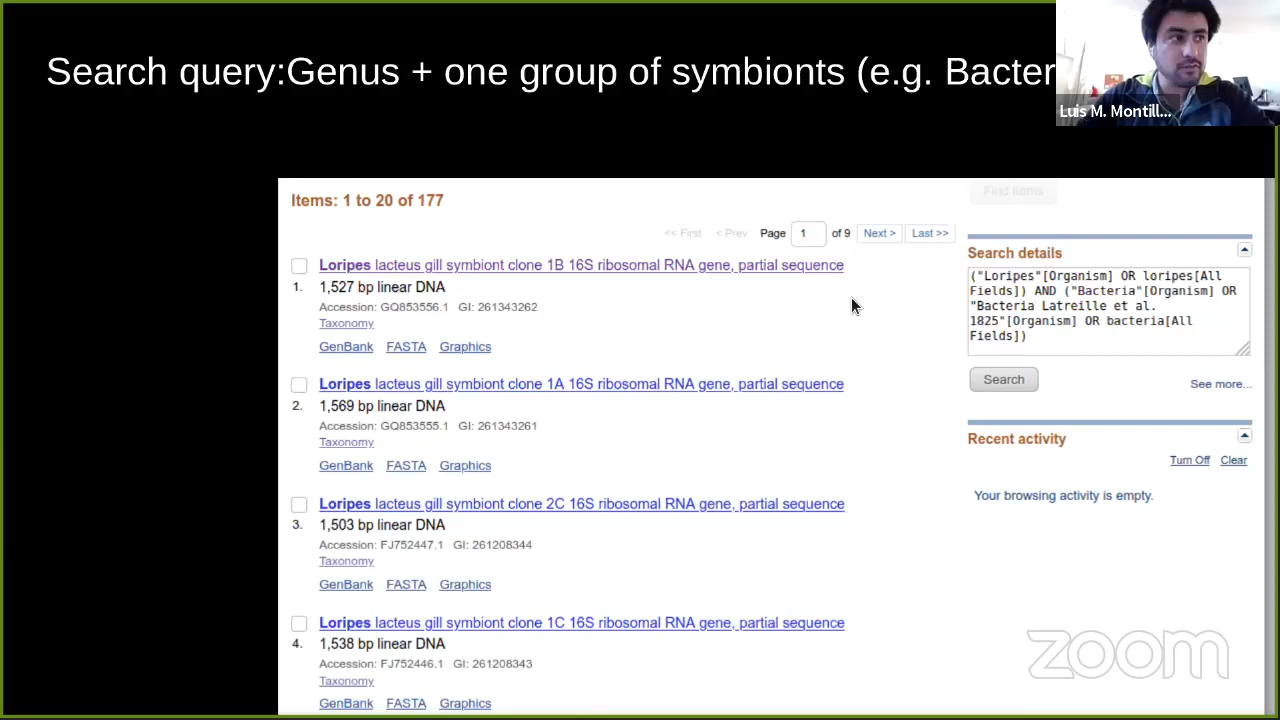 Search query:Genus + one group of symbionts (e.g. Bacter
Luis M. Montill...
Find items
Items: 1 to 20 of 177
<< First < Prev Page 1 of 9 Next > Last >>
Loripes lacteus gill symbiont clone 1B 16S ribosomal RNA gene, partial sequence
1. 1,527 bp linear DNA
Accession: GQ853556.1 GI: 261343262
Taxonomy
GenBank FASTA Graphics
Loripes lacteus gill symbiont clone 1A 16S ribosomal RNA gene, partial sequence
2. 1,569 bp linear DNA
Accession: GQ853555.1 GI: 261343261
Taxonomy
GenBank FASTA Graphics
Loripes lacteus gill symbiont clone 2C 16S ribosomal RNA gene, partial sequence
3. 1,503 bp linear DNA
Accession: FJ752447.1 GI: 261208344
Taxonomy
GenBank FASTA Graphics
Loripes lacteus gill symbiont clone 1C 16S ribosomal RNA gene, partial sequence
4. 1,538 bp linear DNA
Accession: FJ752446.1 GI: 261208343
Taxonomy
GenBank FASTA Graphics
Search details
("Loripes"[Organism] OR loripes[All
Fields]) AND ("Bacteria"[Organism] OR
"Bacteria Latreille et al.
1825"[Organism] OR bacteria[All
Fields])
Search
See more...
Recent activity
Turn Off Clear
Your browsing activity is empty.
zoom